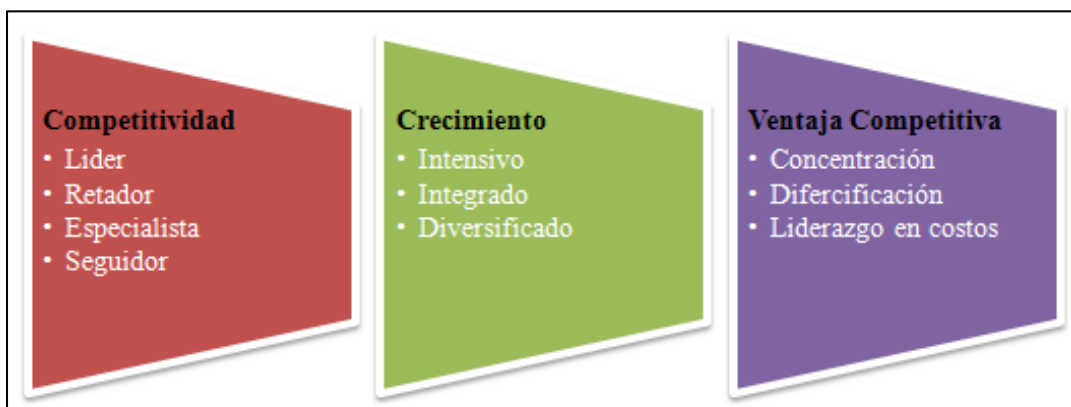 Competitividad
• Lider
• Retador
• Especialista
• Seguidor
Crecimiento
• Intensivo
• Integrado
• Diversificado
Ventaja Competitiva
• Concentración
• Difercificación
• Liderazgo en costos